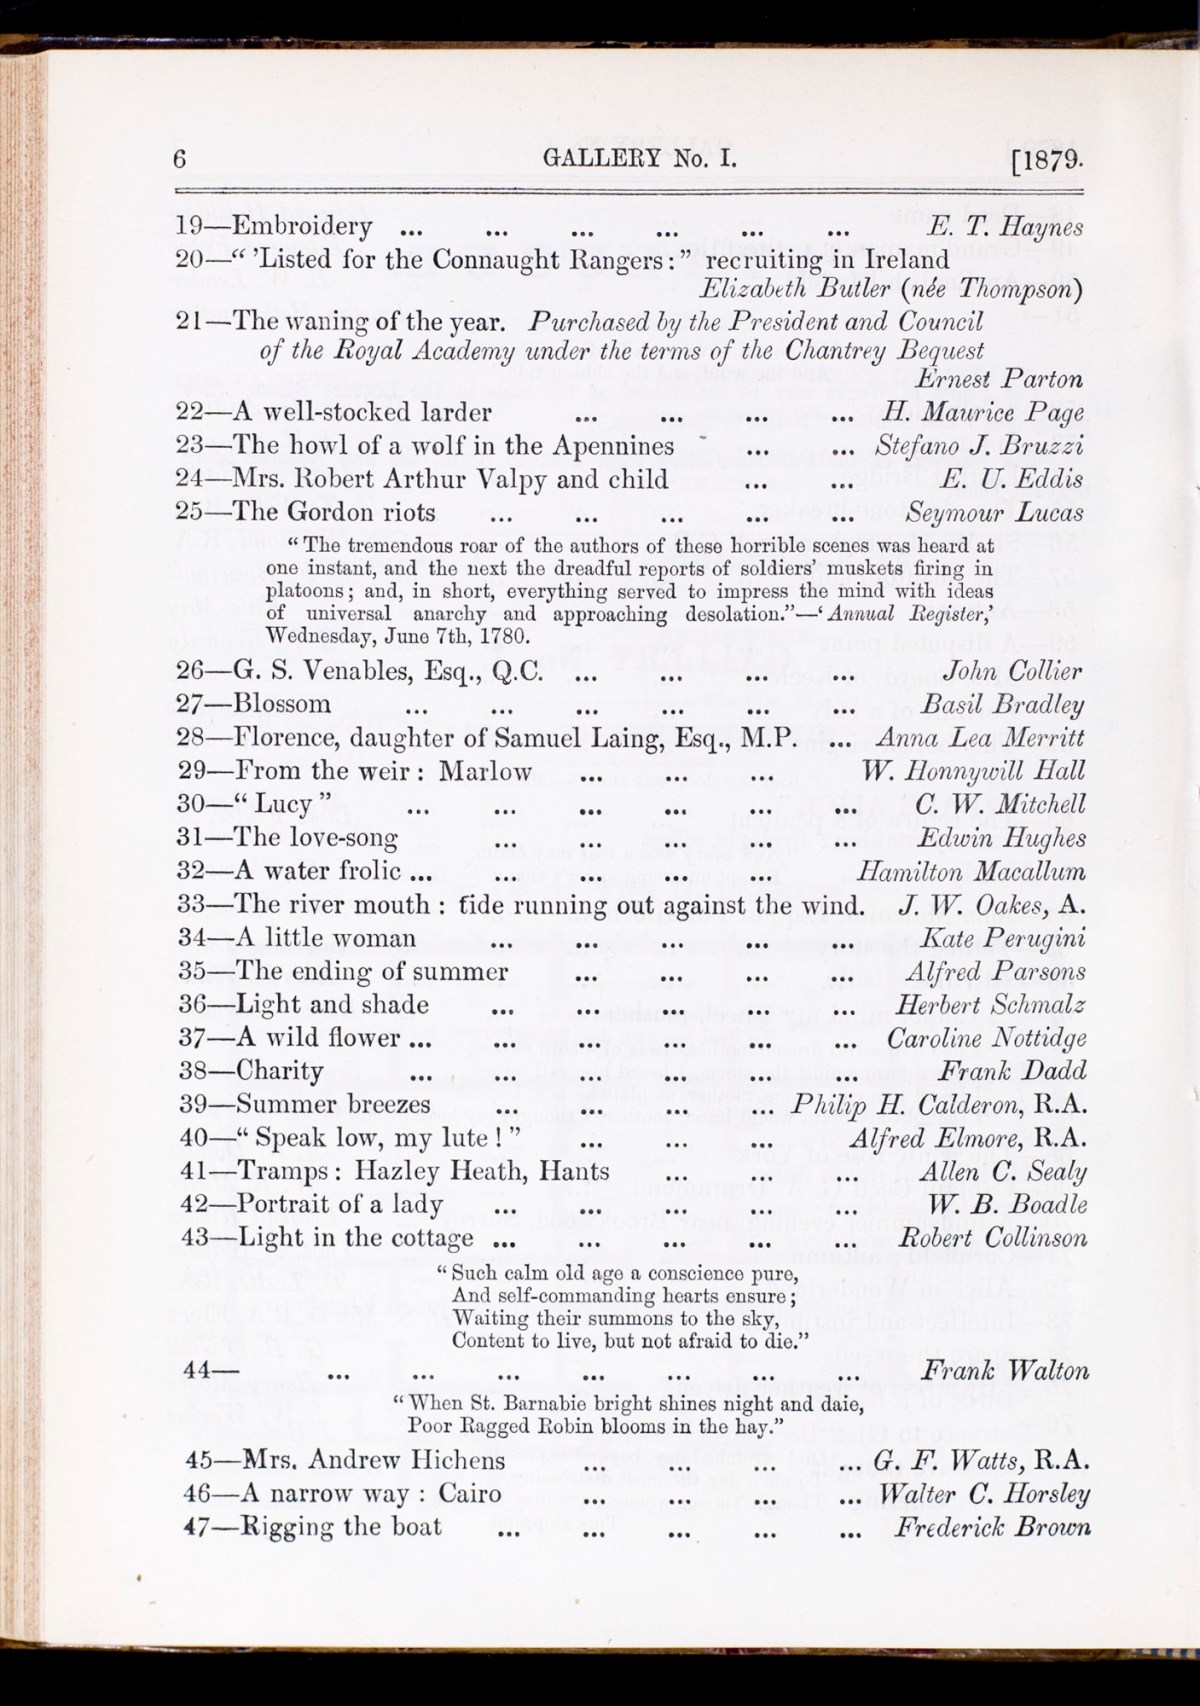 6 GALLERY No. I. [1879.
19—Embroidery ... ... ... ... ... ... E. T. Haynes
20—“ 'Listed for the Connaught Rangers: ” recruiting in Ireland
Elizabeth Butler (née Thompson)
21—The waning of the year. Purchased by the President and Council
of the Royal Academy under the terms of the Chantrey Bequest
Ernest Parton
22—A well-stocked larder ... ... ... ... H. Maurice Page
23—The howl of a wolf in the Apennines ... ... Stefano J. Bruzzi
24—Mrs. Robert Arthur Valpy and child ... ... E. U. Eddis
25—The Gordon riots ... ... ... ... ... Seymour Lucas
“ The tremendous roar of the authors of these horrible scenes was heard at
one instant, and the next the dreadful reports of soldiers’ muskets firing in
platoons; and, in short, everything served to impress the mind with ideas
of universal anarchy and approaching desolation.”—‘ Annual Register,’
Wednesday, June 7th, 1780.
26—G. S. Venables, Esq., Q.C. ... ... ... ... John Collier
27—Blossom ... ... ... ... ... ... Basil Bradley
28—Florence, daughter of Samuel Laing, Esq., M.P. ... Anna Lea Merritt
29—From the weir : Marlow ... ... ... W. Honnywill Hall
30—“ Lucy ” ... ... ... ... ... ... C. W. Mitchell
31—The love-song ... ... ... ... ... Edwin Hughes
32—A water frolic ... ... ... ... ... Hamilton Macallum
33—The river mouth : tide running out against the wind. J. W. Oakes, A.
34—A little woman ... ... ... ... ... Kate Perugini
35—The ending of summer ... ... ... ... Alfred Parsons
36—Light and shade ... ... ... ... ... Herbert Schmalz
37—A wild flower ... ... ... ... ... ... Caroline Nottidge
38—Charity ... ... ... ... ... ... Frank Dadd
39—Summer breezes ... ... ... ... Philip H. Calderon, R.A.
40—“ Speak low, my lute ! ” ... ... ... Alfred Elmore, R.A.
41—Tramps : Hazley Heath, Hants ... ... ... Allen C. Sealy
42—Portrait of a lady ... ... ... ... ... W. B. Boadle
43—Light in the cottage ... ... ... ... ... Robert Collinson
“ Such calm old age a conscience pure,
And self-commanding hearts ensure ;
Waiting their summons to the sky,
Content to live, but not afraid to die.”
44— ... ... ... ... ... ... ... Frank Walton
“ When St. Barnabie bright shines night and daie,
Poor Ragged Robin blooms in the hay.”
45—Mrs. Andrew Hichens ... ... ... ... G. F. Watts, R.A.
46—A narrow way : Cairo ... ... ... ... Walter C. Horsley
47—Rigging the boat ... ... ... ... ... Frederick Brown